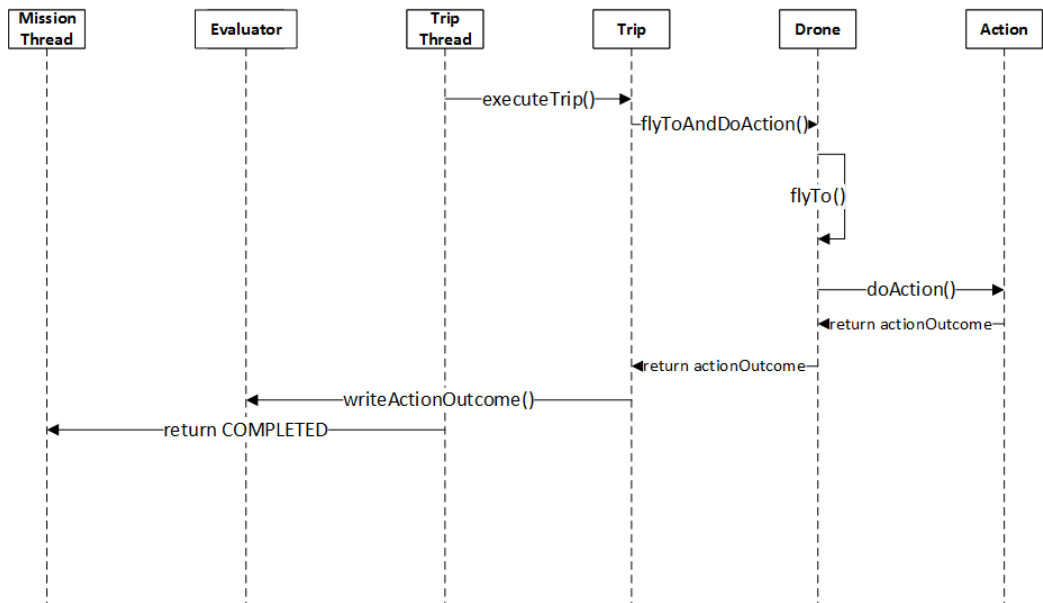 Mission
Thread
Evaluator
Trip
Thread
Trip
Drone
Action
executeTrip()
flyToAndDoAction()
flyTo()
doAction()
return actionOutcome
return actionOutcome
writeActionOutcome()
return COMPLETED